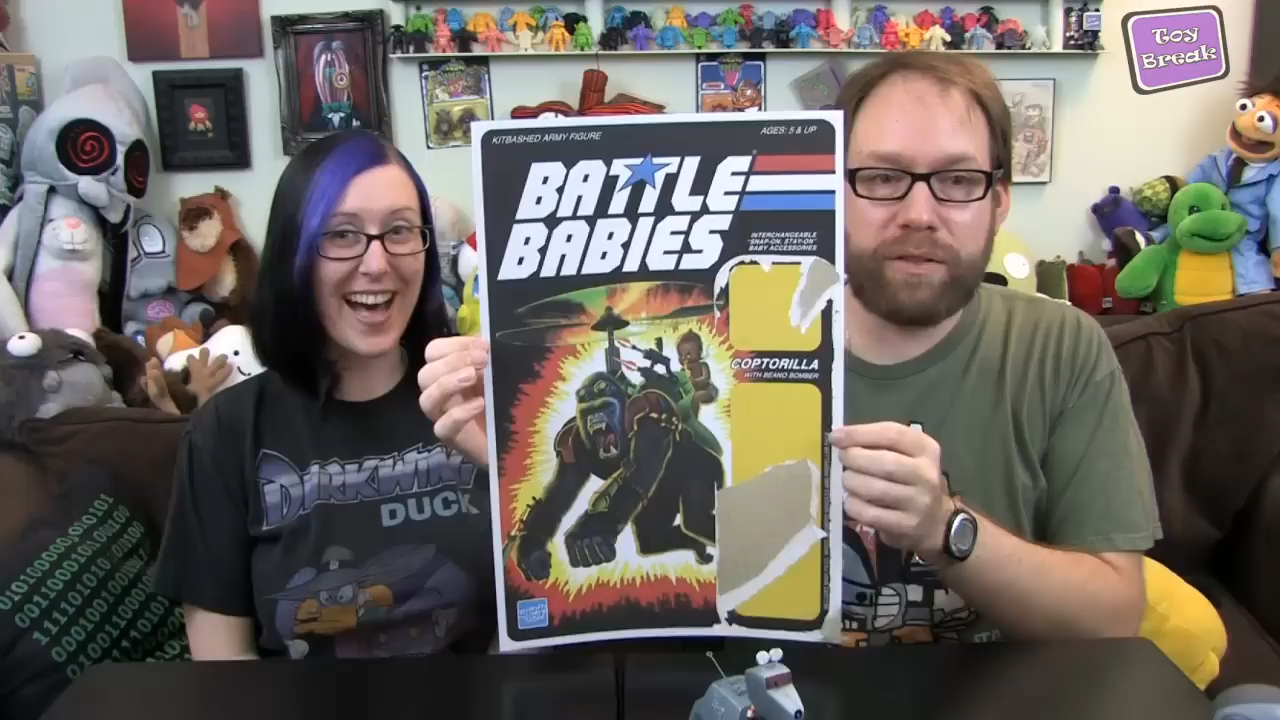 Toy
Break
KITBASHED ARMY FIGURE
AGES: 5 & UP
BATTLE
BABIES
INTERCHANGEABLE
"SNAP-ON, STAY-ON"
BABY ACCESSORIES
COPTORILLA
WITH BEANO BOMBER
DARKWING
DUCK